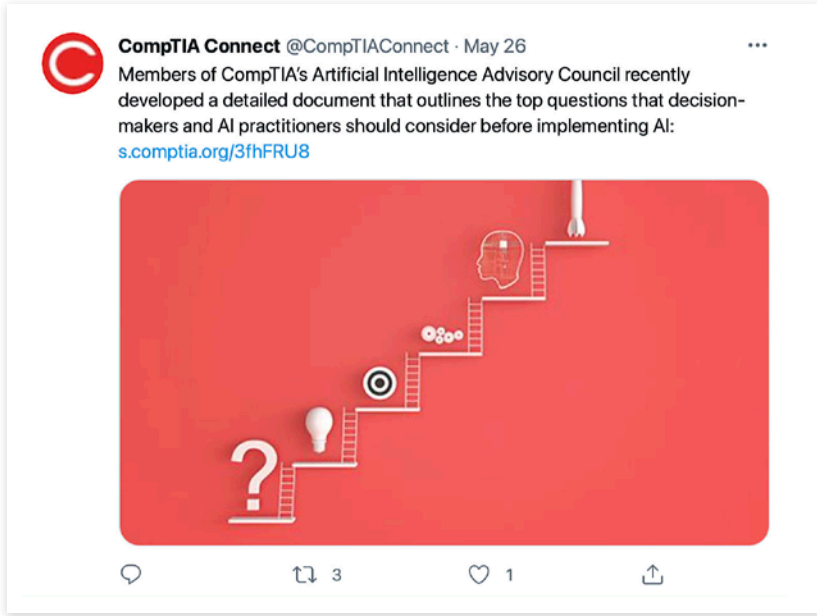 CompTIA Connect @CompTIAConnect · May 26
Members of CompTIA's Artificial Intelligence Advisory Council recently
developed a detailed document that outlines the top questions that decision-
makers and AI practitioners should consider before implementing AI:
s.comptia.org/3fhFRU8
?
3 1